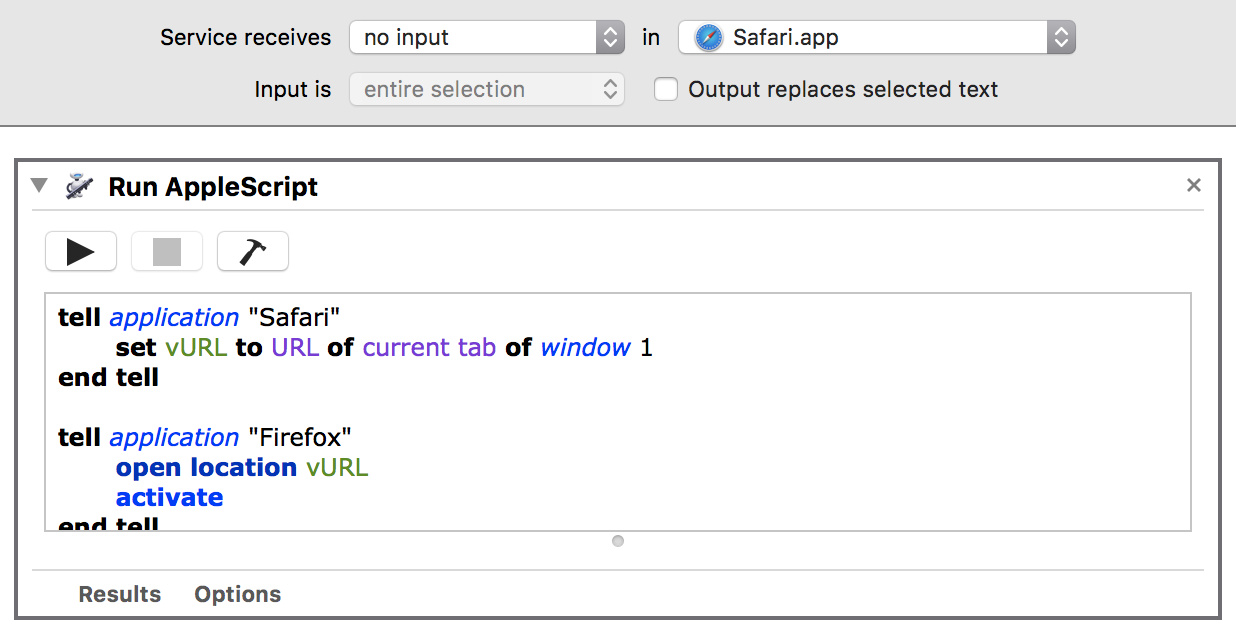 Service receives no input in Safari.app
Input is entire selection Output replaces selected text
Run AppleScript
tell application "Safari"
set vURL to URL of current tab of window 1
end tell
tell application "Firefox"
open location vURL
activate
end tell
Results Options